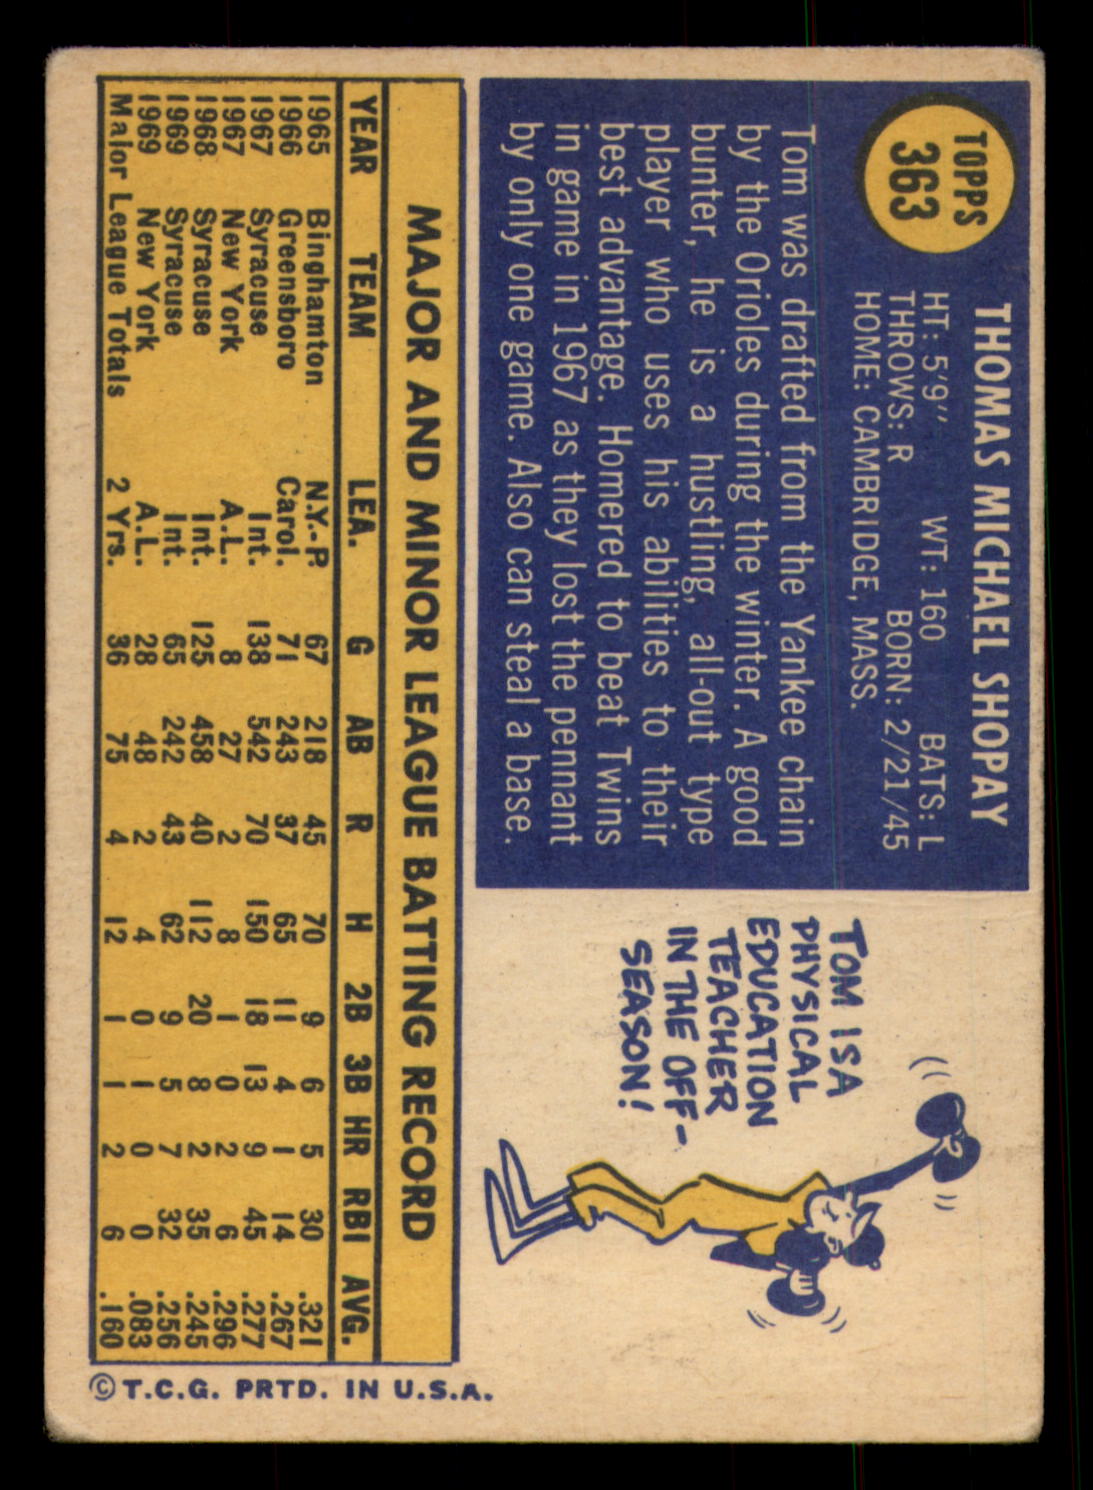 TOPPS
363
THOMAS MICHAEL SHOPAY
HT: 5'9" WT: 160 BATS: L
THROWS: R BORN: 2/21/45
HOME: CAMBRIDGE, MASS.
Tom was drafted from the Yankee chain
by the Orioles during the winter. A good
bunter, he is a hustling, all-out type
player who uses his abilities to their
best advantage. Homered to beat Twins
in game in 1967 as they lost the pennant
by only one game. Also can steal a base.
TOM IS A
PHYSICAL
EDUCATION
TEACHER
IN THE OFF-
SEASON!
MAJOR AND MINOR LEAGUE BATTING RECORD
YEAR TEAM LEA. G AB R H 2B 3B HR RBI AVG.
1965 Binghamton N.Y.-P. 67 218 45 70 9 6 5 30 .321
1966 Greensboro Carol. 71 243 37 65 11 4 1 14 .267
1967 Syracuse Int. 138 542 70 150 18 13 9 45 .277
1967 New York A.L. 8 27 2 8 1 0 2 6 .296
1968 Syracuse Int. 125 458 40 112 20 8 2 35 .245
1969 Syracuse Int. 65 242 43 62 9 5 7 32 .256
1969 New York A.L. 28 48 2 4 0 1 0 0 .083
Major League Totals 2 Yrs. 36 75 4 12 1 1 2 6 .160
© T.C.G. PRTD. IN U.S.A.